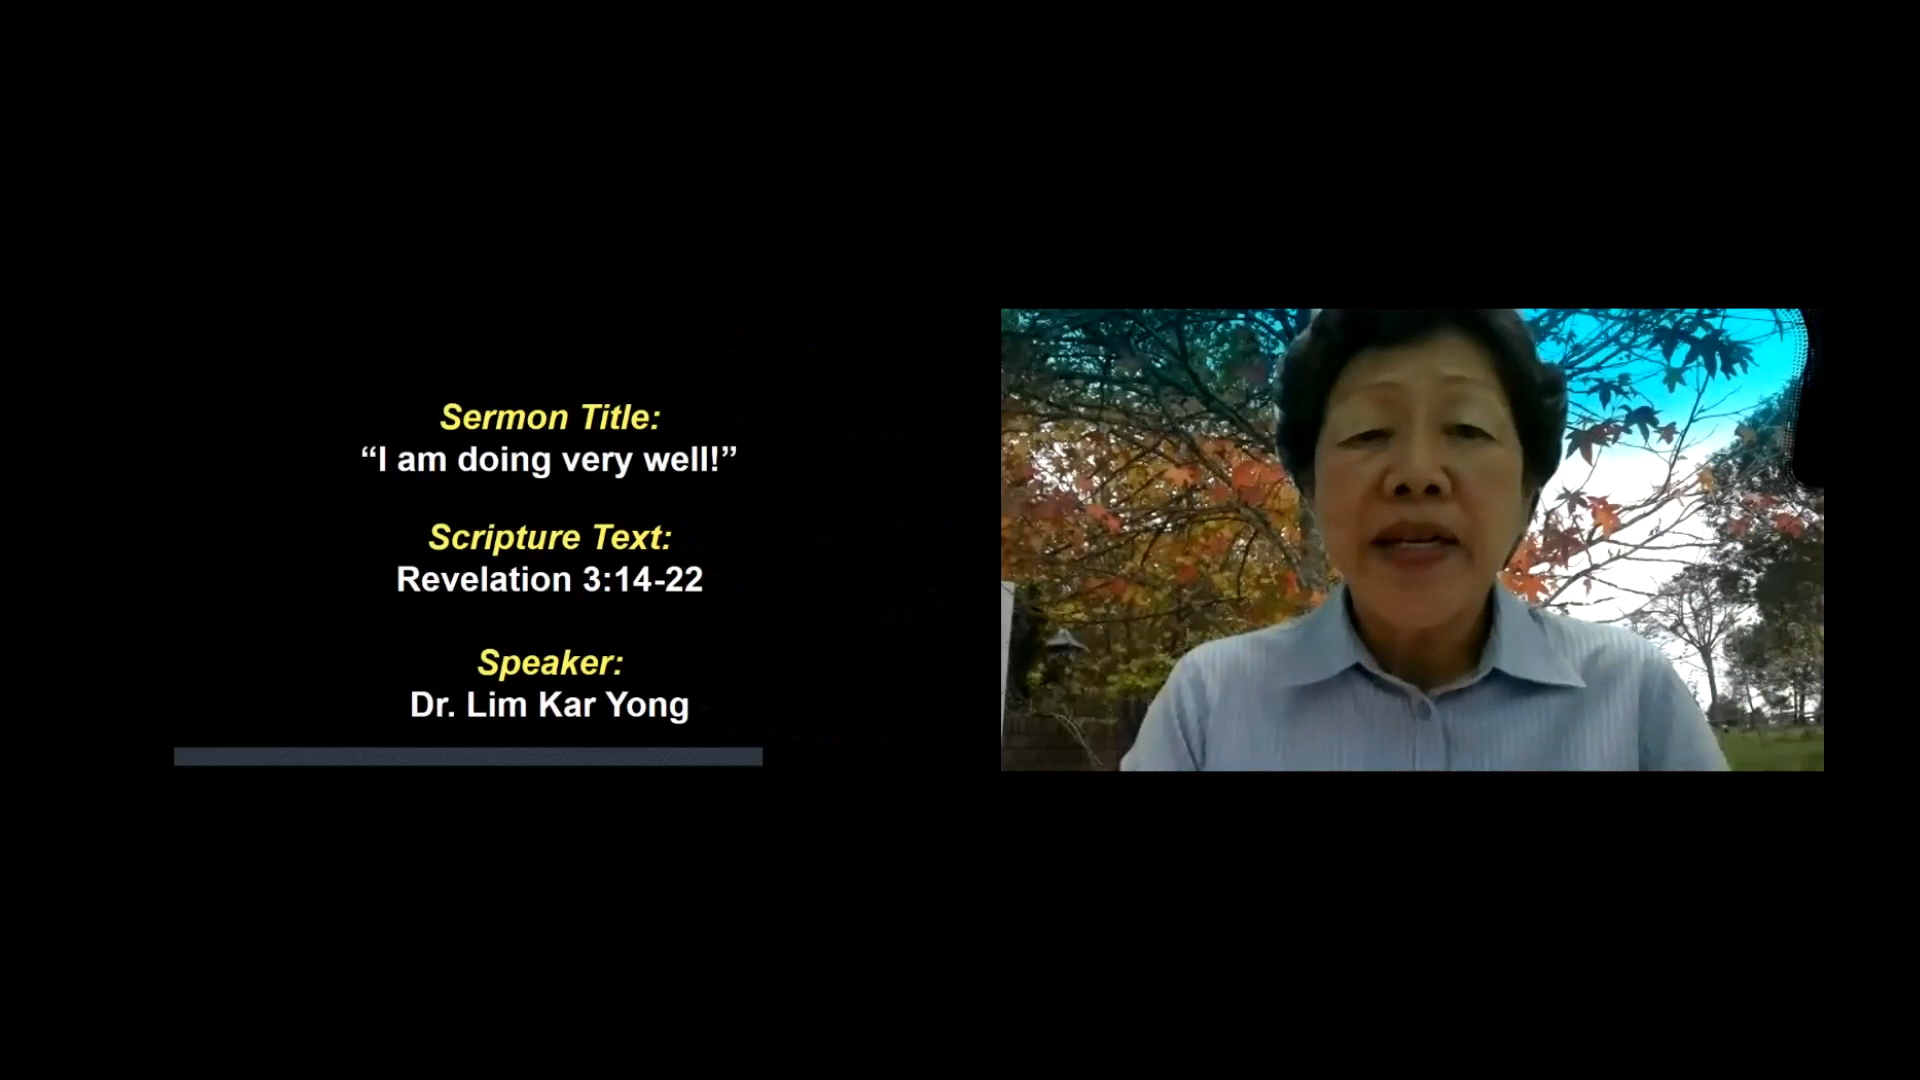 Sermon Title:
“I am doing very well!”
Scripture Text:
Revelation 3:14-22
Speaker:
Dr. Lim Kar Yong